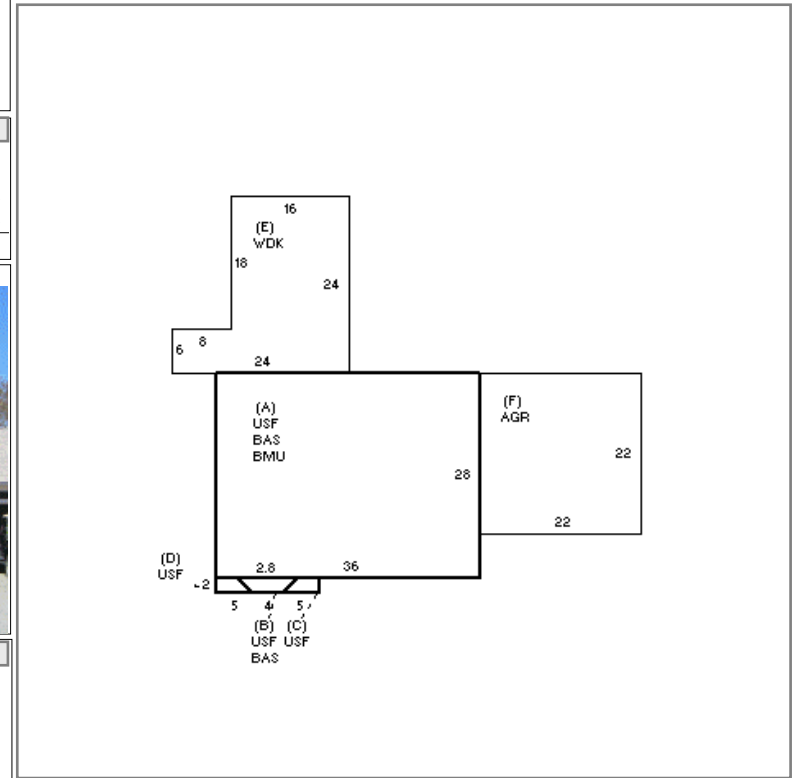 16
(E)
WDK
18
24
8
6
24
(A)
USF
BAS
BMU
(F)
AGR
22
28
22
2.8
36
(D)
USF
2
5
4
5
(B) (C)
USF USF
BAS